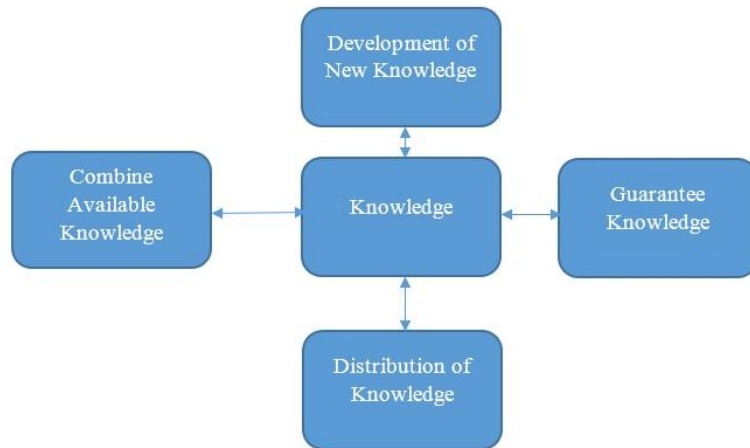 Development of
New Knowledge
Combine
Available
Knowledge
Knowledge
Guarantee
Knowledge
Distribution of
Knowledge